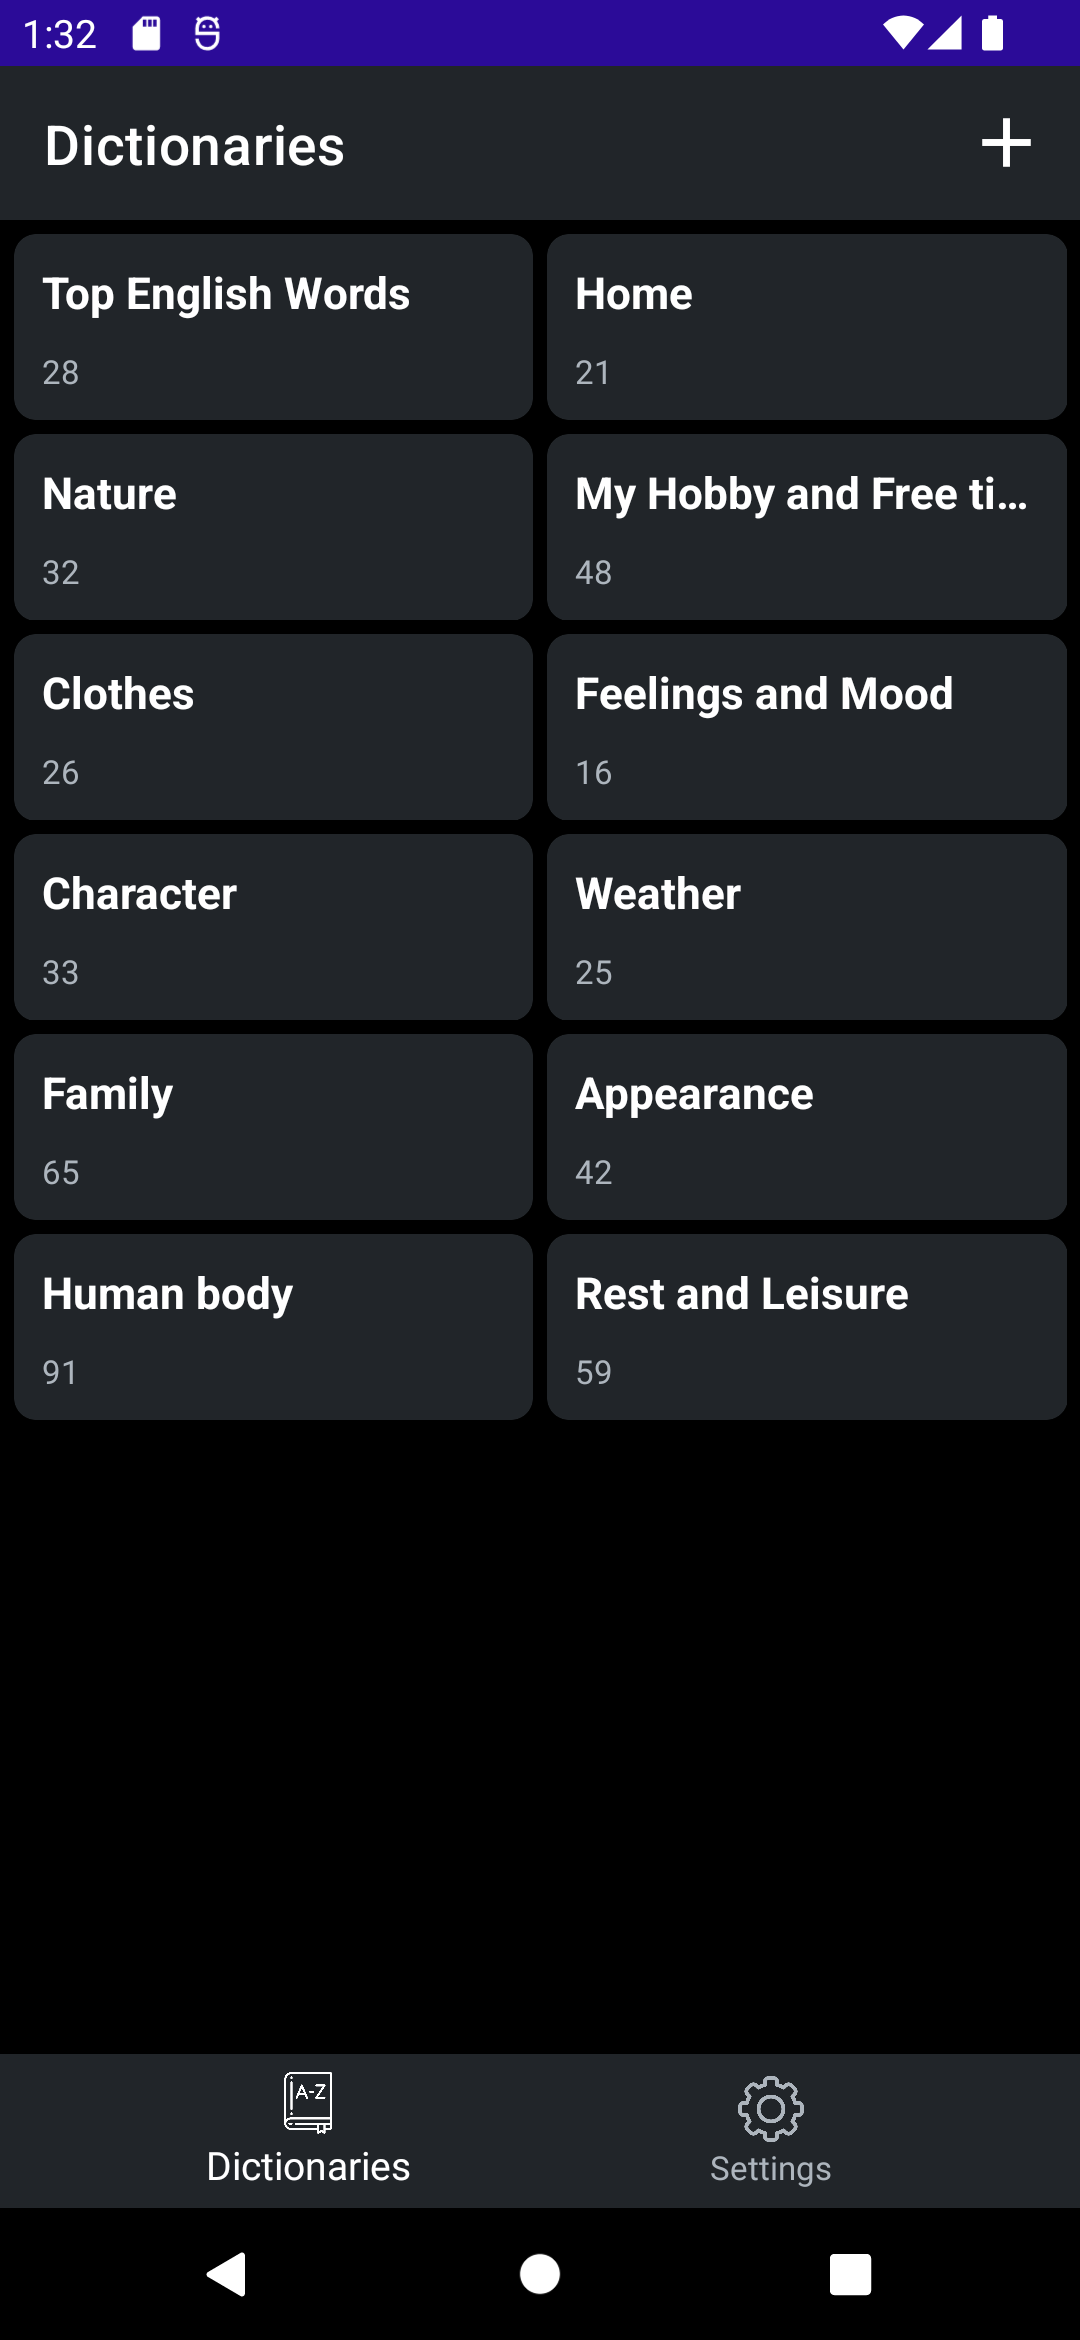 1:32
Dictionaries
Top English Words
28
Home
21
Nature
32
My Hobby and Free ti...
48
Clothes
26
Feelings and Mood
16
Character
33
Weather
25
Family
65
Appearance
42
Human body
91
Rest and Leisure
59
A-Z
Dictionaries
Settings